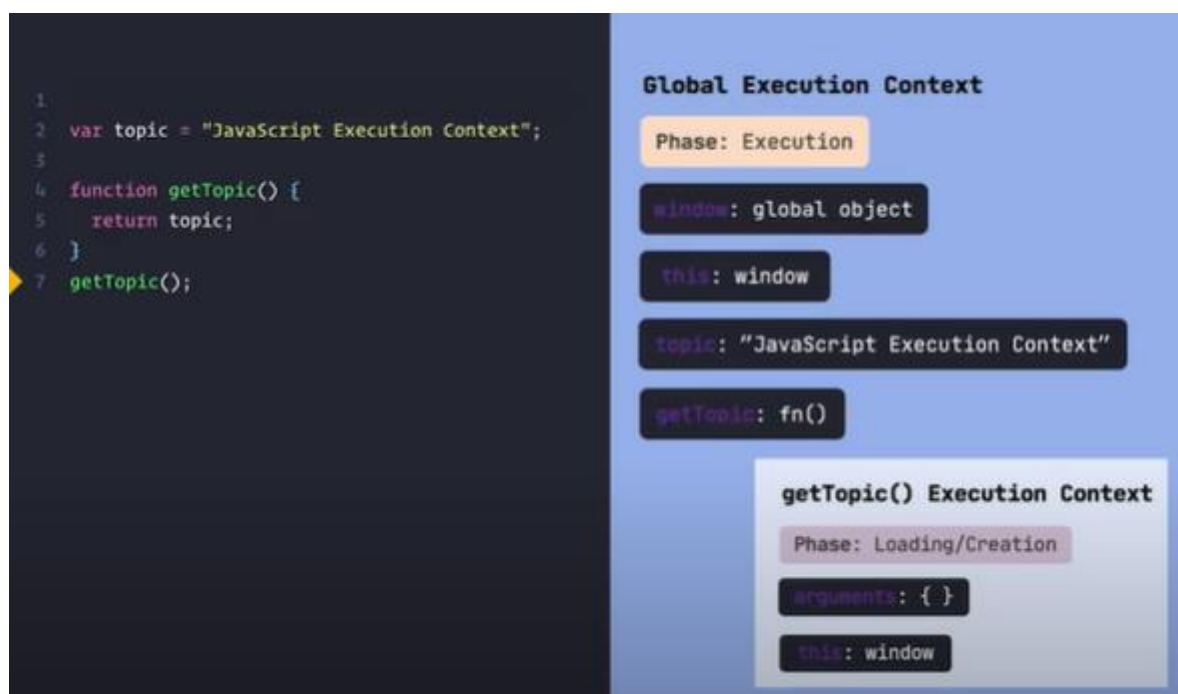 1
2 var topic = "JavaScript Execution Context";
3
4 function getTopic() {
5 return topic;
6 }
7 getTopic();
Global Execution Context
Phase: Execution
window: global object
this: window
topic: “JavaScript Execution Context”
getTopic: fn()
getTopic() Execution Context
Phase: Loading/Creation
arguments: { }
this: window